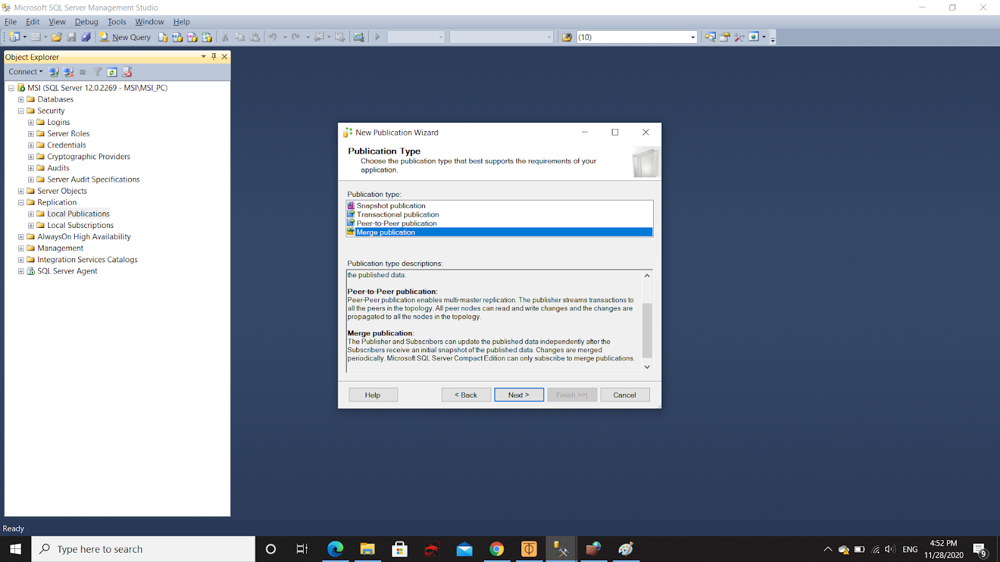 Microsoft SQL Server Management Studio
File Edit View Debug Tools Window Help
New Query (10)
Object Explorer
Connect
MSI (SQL Server 12.0.2269 - MSI\MSI_PC)
Databases
Security
Logins
Server Roles
Credentials
Cryptographic Providers
Audits
Server Audit Specifications
Server Objects
Replication
Local Publications
Local Subscriptions
AlwaysOn High Availability
Management
Integration Services Catalogs
SQL Server Agent
New Publication Wizard
Publication Type
Choose the publication type that best supports the requirements of your
application.
Publication type:
Snapshot publication
Transactional publication
Peer-to-Peer publication
Merge publication
Publication type descriptions:
the published data.
Peer-to-Peer publication:
Peer-Peer publication enables multi-master replication. The publisher streams transactions to
all the peers in the topology. All peer nodes can read and write changes and the changes are
propagated to all the nodes in the topology.
Merge publication:
The Publisher and Subscribers can update the published data independently after the
Subscribers receive an initial snapshot of the published data. Changes are merged
periodically. Microsoft SQL Server Compact Edition can only subscribe to merge publications.
Help < Back Next > Finish >>| Cancel
Ready
Type here to search
ENG
4:52 PM
11/28/2020
9